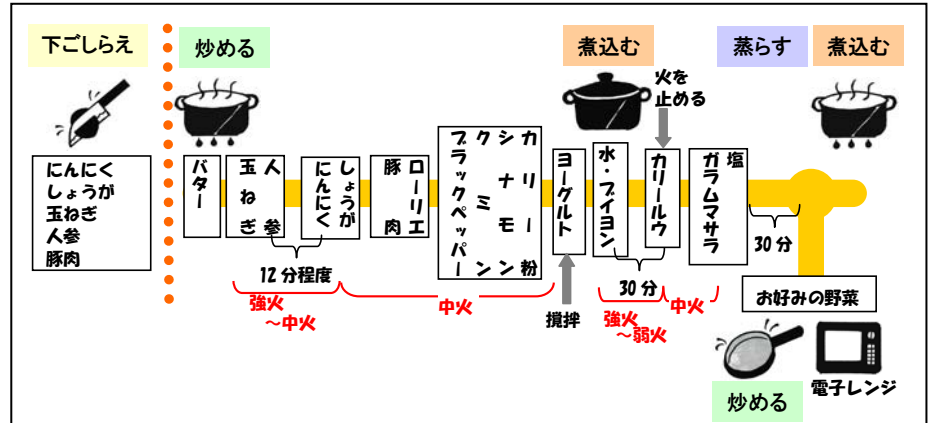 下ごしらえ
炒める
煮込む
蒸らす
煮込む
火を
止める
にんにく
しょうが
玉ねぎ
人参
豚肉
バター
人参
玉ねぎ
しょうが
にんにく
ローリエ
豚肉
カリー粉
シナモン
クミン
ブラックペッパー
ヨーグルト
水・ブイヨン
カリールウ
塩
ガラムマサラ
12分程度
30分
30分
強火
～中火
中火
攪拌
強火
～弱火
中火
お好みの野菜
炒める
電子レンジ